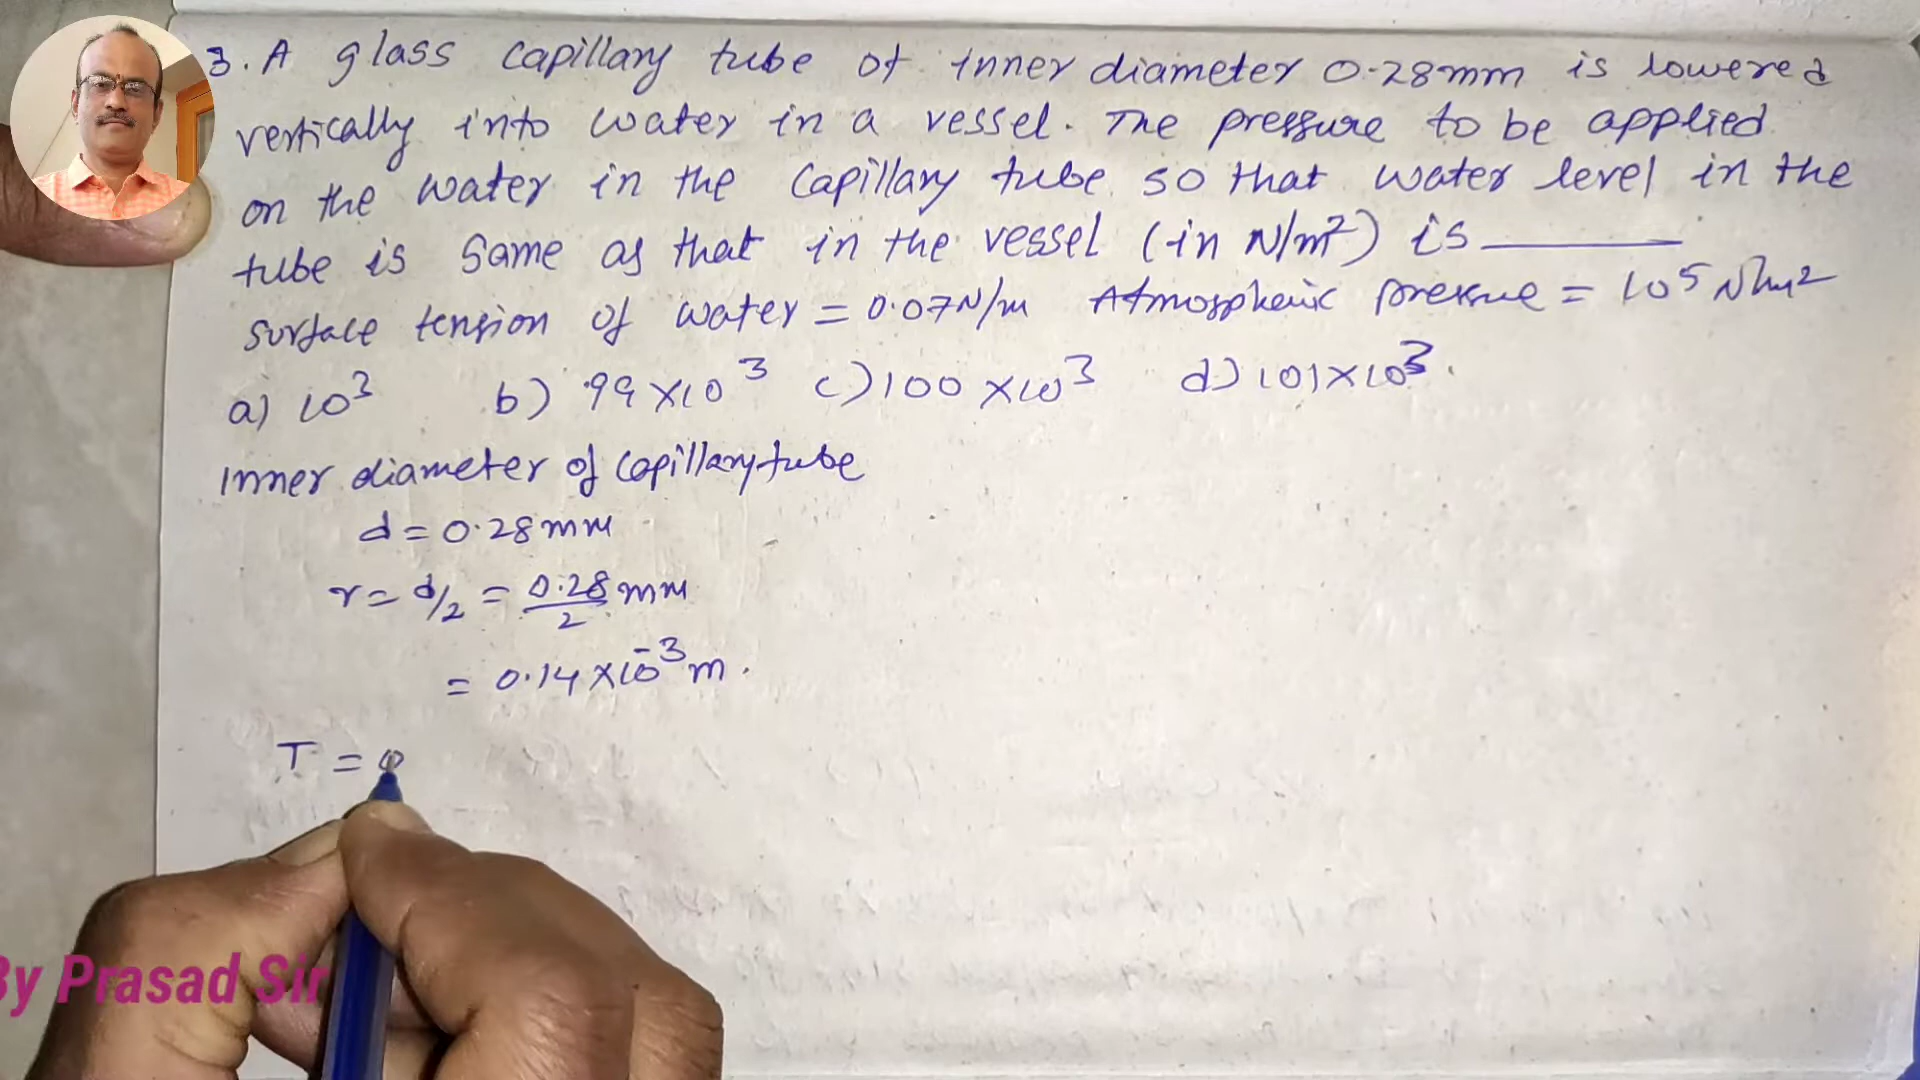 3. A glass capillary tube of inner diameter 0.28mm is lowered
vertically into water in a vessel. The pressure to be applied
on the water in the capillary tube so that water level in the
tube is same as that in the vessel (in N/m²) is ______
surface tension of water = 0.07N/m Atmospheric pressure = 10⁵ N/m²
a) 10³ b) 99 × 10³ c) 100 × 10³ d) 101 × 10³.
Inner diameter of capillary tube
d = 0.28 mm
r = d/2 = 0.28/2 mm
= 0.14 × 10⁻³ m.
T = 0
By Prasad Sir